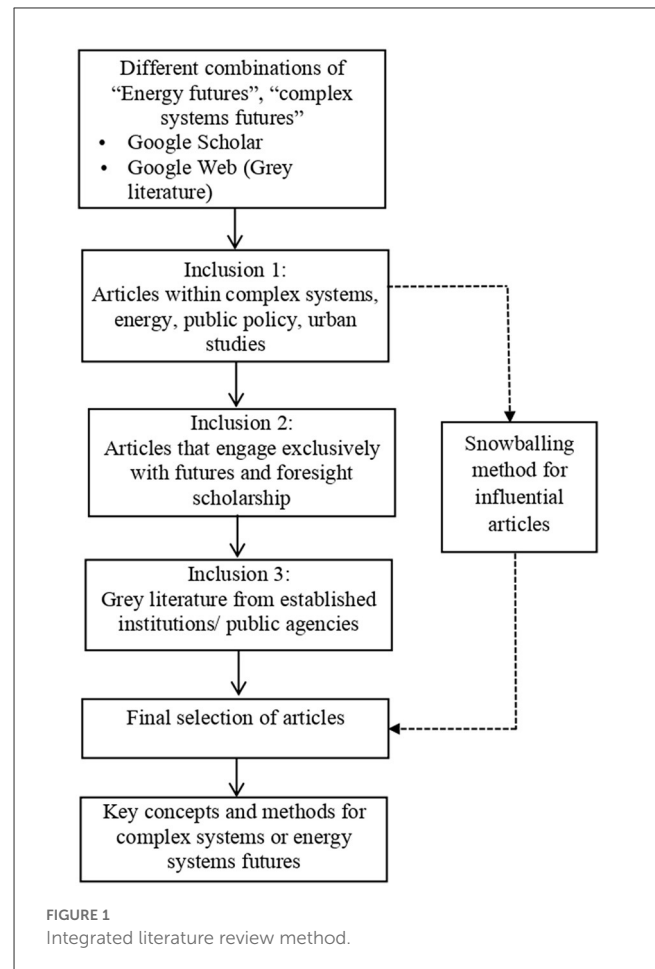 Different combinations of
“Energy futures”, “complex
systems futures”
• Google Scholar
• Google Web (Grey
literature)
Inclusion 1:
Articles within complex systems,
energy, public policy, urban
studies
Inclusion 2:
Articles that engage exclusively
with futures and foresight
scholarship
Snowballing
method for
influential
articles
Inclusion 3:
Grey literature from established
institutions/ public agencies
Final selection of articles
Key concepts and methods for
complex systems or energy
systems futures
FIGURE 1
Integrated literature review method.